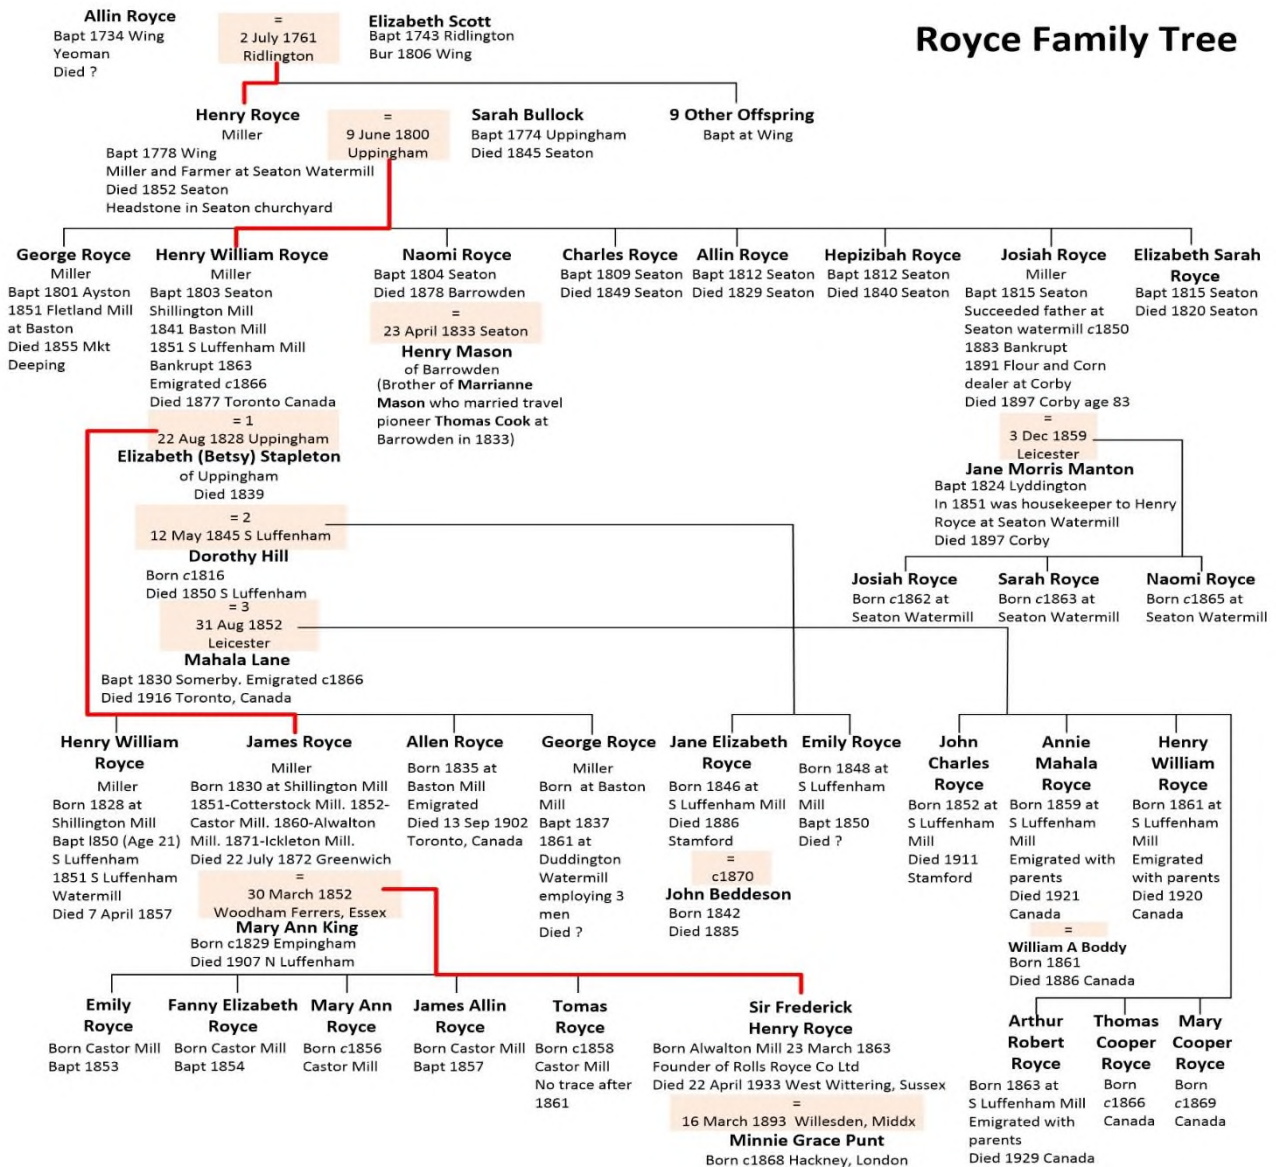 Royce Family Tree
Allin Royce
Bapt 1734 Wing
Yeoman
Died ?
=
2 July 1761
Ridlington
Elizabeth Scott
Bapt 1743 Ridlington
Bur 1806 Wing
Henry Royce
Miller
Bapt 1778 Wing
Miller and Farmer at Seaton Watermill
Died 1852 Seaton
Headstone in Seaton churchyard
=
9 June 1800
Uppingham
Sarah Bullock
Bapt 1774 Uppingham
Died 1845 Seaton
9 Other Offspring
Bapt at Wing
George Royce
Miller
Bapt 1801 Ayston
1851 Fletland Mill
at Baston
Died 1855 Mkt
Deeping
Henry William Royce
Miller
Bapt 1803 Seaton
Shillington Mill
1841 Baston Mill
1851 S Luffenham Mill
Bankrupt 1863
Emigrated c1866
Died 1877 Toronto Canada
= 1
22 Aug 1828 Uppingham
Elizabeth (Betsy) Stapleton
of Uppingham
Died 1839
= 2
12 May 1845 S Luffenham
Dorothy Hill
Born c1816
Died 1850 S Luffenham
= 3
31 Aug 1852
Leicester
Mahala Lane
Bapt 1830 Somerby. Emigrated c1866
Died 1916 Toronto, Canada
Naomi Royce
Bapt 1804 Seaton
Died 1878 Barrowden
=
23 April 1833 Seaton
Henry Mason
of Barrowden
(Brother of Marrianne
Mason who married travel
pioneer Thomas Cook at
Barrowden in 1833)
Charles Royce
Bapt 1809 Seaton
Died 1849 Seaton
Allin Royce
Bapt 1812 Seaton
Died 1829 Seaton
Hepizibah Royce
Bapt 1812 Seaton
Died 1840 Seaton
Josiah Royce
Miller
Bapt 1815 Seaton
Succeeded father at
Seaton watermill c1850
1883 Bankrupt
1891 Flour and Corn
dealer at Corby
Died 1897 Corby age 83
=
3 Dec 1859
Leicester
Jane Morris Manton
Bapt 1824 Lyddington
In 1851 was housekeeper to Henry
Royce at Seaton Watermill
Died 1897 Corby
Elizabeth Sarah
Royce
Bapt 1815 Seaton
Died 1820 Seaton
Josiah Royce
Born c1862 at
Seaton Watermill
Sarah Royce
Born c1863 at
Seaton Watermill
Naomi Royce
Born c1865 at
Seaton Watermill
Henry William
Royce
Miller
Born 1828 at
Shillington Mill
Bapt l850 (Age 21)
S Luffenham
1851 S Luffenham
Watermill
Died 7 April 1857
James Royce
Miller
Born 1830 at Shillington Mill
1851-Cotterstock Mill. 1852-
Castor Mill. 1860-Alwalton
Mill. 1871-Ickleton Mill.
Died 22 July 1872 Greenwich
=
30 March 1852
Woodham Ferrers, Essex
Mary Ann King
Born c1829 Empingham
Died 1907 N Luffenham
Allen Royce
Born 1835 at
Baston Mill
Emigrated
Died 13 Sep 1902
Toronto, Canada
George Royce
Miller
Born  at Baston
Mill
Bapt 1837
1861 at
Duddington
Watermill
employing 3
men
Died ?
Jane Elizabeth
Royce
Born 1846 at
S Luffenham Mill
Died 1886
Stamford
=
c1870
John Beddeson
Born 1842
Died 1885
Emily Royce
Born 1848 at
S Luffenham
Mill
Bapt 1850
Died ?
John
Charles
Royce
Born 1852 at
S Luffenham
Mill
Died 1911
Stamford
Annie
Mahala
Royce
Born 1859 at
S Luffenham
Mill
Emigrated with
parents
Died 1921
Canada
=
William A Boddy
Born 1861
Died 1886 Canada
Henry
William
Royce
Born 1861 at
S Luffenham
Mill
Emigrated
with parents
Died 1920
Canada
Emily
Royce
Born Castor Mill
Bapt 1853
Fanny Elizabeth
Royce
Born Castor Mill
Bapt 1854
Mary Ann
Royce
Born c1856
Castor Mill
James Allin
Royce
Born Castor Mill
Bapt 1857
Tomas
Royce
Born c1858
Castor Mill
No trace after
1861
Sir Frederick
Henry Royce
Born Alwalton Mill 23 March 1863
Founder of Rolls Royce Co Ltd
Died 22 April 1933 West Wittering, Sussex
=
16 March 1893  Willesden, Middx
Minnie Grace Punt
Born c1868 Hackney, London
Arthur
Robert
Royce
Born 1863 at
S Luffenham Mill
Emigrated with
parents
Died 1929 Canada
Thomas
Cooper
Royce
Born
c1866
Canada
Mary
Cooper
Royce
Born
c1869
Canada